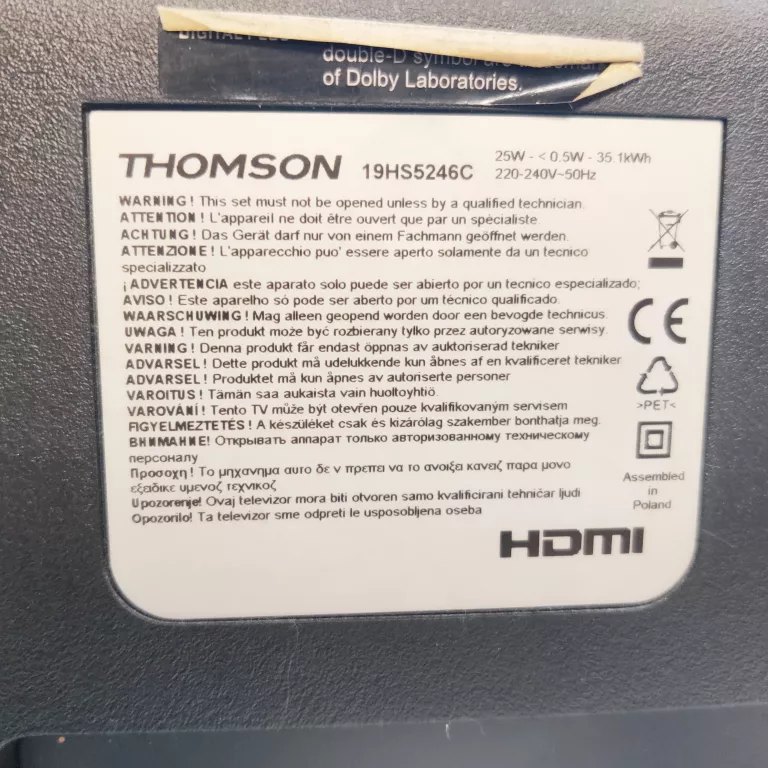 DIGITAL PLUS
double-D symbol are
of Dolby Laboratories.
THOMSON 19HS5246C
25W - < 0.5W - 35.1kWh
220-240V~50Hz
WARNING ! This set must not be opened unless by a qualified technician.
ATTENTION ! L'appareil ne doit être ouvert que par un spécialiste.
ACHTUNG ! Das Gerät darf nur von einem Fachmann geöffnet werden.
ATTENZIONE ! L'apparecchio puo' essere aperto solamente da un tecnico
specializzato
¡ ADVERTENCIA este aparato solo puede ser abierto por un tecnico especializado;
AVISO ! Este aparelho só pode ser aberto por um técnico qualificado.
WAARSCHUWING ! Mag alleen geopend worden door een bevogde technicus.
UWAGA ! Ten produkt może być rozbierany tylko przez autoryzowane serwisy.
VARNING ! Denna produkt får endast öppnas av auktoriserad tekniker
ADVARSEL ! Dette produkt må udelukkende kun åbnes af en kvalificeret tekniker
ADVARSEL ! Produktet må kun åpnes av autoriserte personer
VAROITUS ! Tämän saa aukaista vain huoltoyhtiö.
VAROVÁNÍ ! Tento TV může být otevřen pouze kvalifikovaným servisem
FIGYELMEZTETÉS ! A készüléket csak és kizárólag szakember bonthatja meg.
ВНИМАНИЕ! Открывать аппарат только авторизованному техническому
персоналу
Προσοχη ! Το μηχανημα αυτο δε ν πρεπει να το ανοιξει κανεις παρα μονο
εξειδικε υμενος τεχνικος
Upozorenje! Ovaj televizor mora biti otvoren samo kvalificirani tehničar ljudi
Opozorilo! Ta televizor sme odpreti le usposobljena oseba
CE
>PET<
Assembled
in
Poland
HDMI